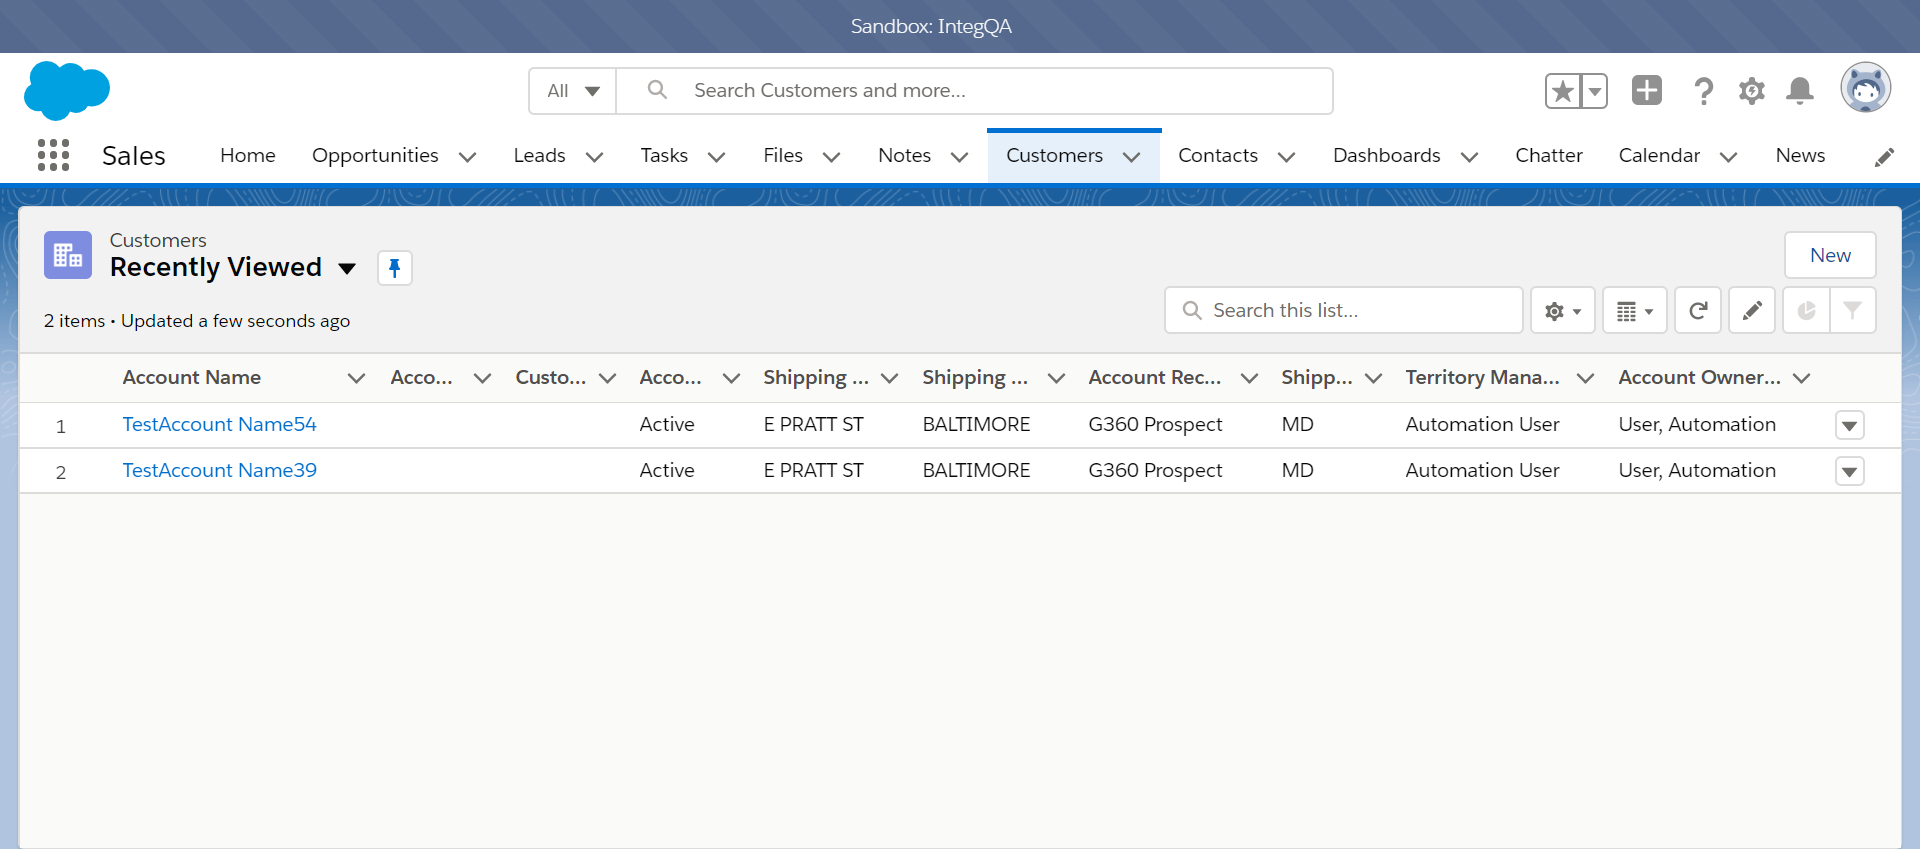 Sandbox: IntegQA
All Search Customers and more...
Sales Home Opportunities Leads Tasks Files Notes Customers Contacts Dashboards Chatter Calendar News
Customers
Recently Viewed
New
2 items • Updated a few seconds ago
Search this list...
Account Name Acco... Custo... Acco... Shipping ... Shipping ... Account Rec... Shipp... Territory Mana... Account Owner...
1 TestAccount Name54 Active E PRATT ST BALTIMORE G360 Prospect MD Automation User User, Automation
2 TestAccount Name39 Active E PRATT ST BALTIMORE G360 Prospect MD Automation User User, Automation